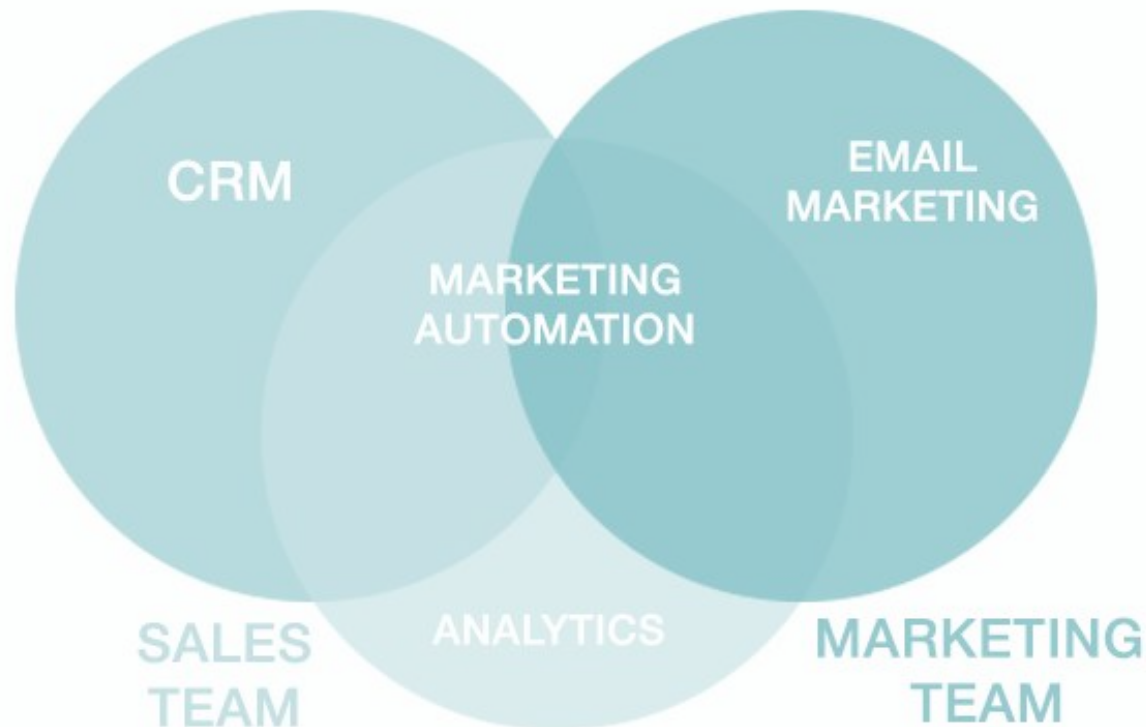 CRM
EMAIL
MARKETING
MARKETING
AUTOMATION
ANALYTICS
SALES
TEAM
MARKETING
TEAM